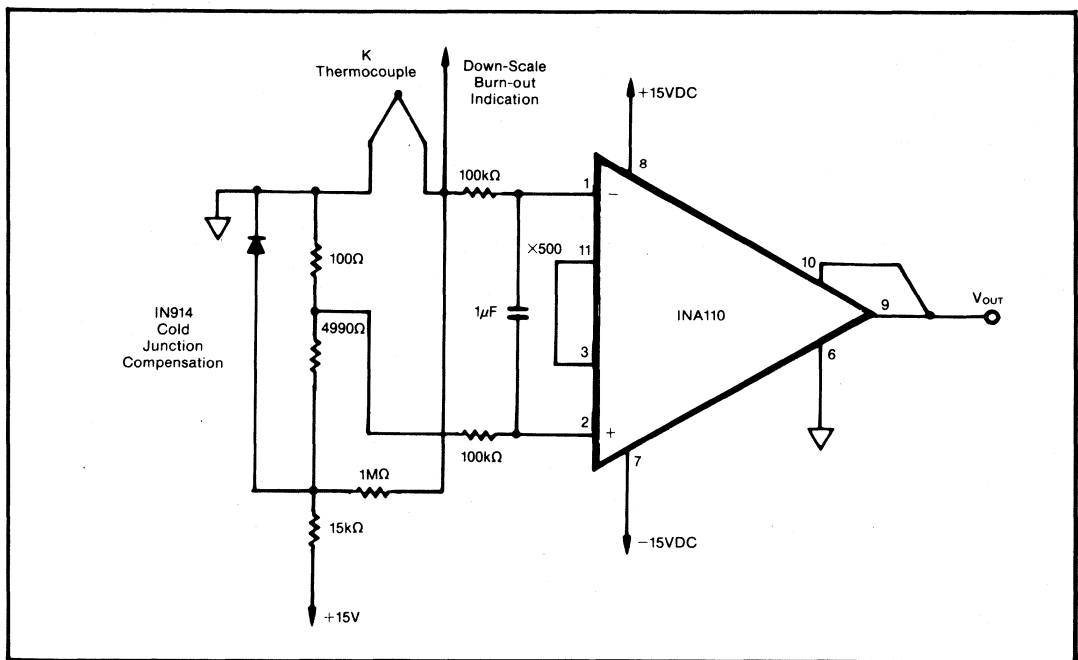 K
Thermocouple
Down-Scale
Burn-out
Indication
+15VDC
8
100kΩ
1
−
11
×500
10
100Ω
9
VOUT
1μF
INA110
IN914
Cold
Junction
Compensation
4990Ω
3
6
2
+
100kΩ
7
1MΩ
15kΩ
−15VDC
+15V